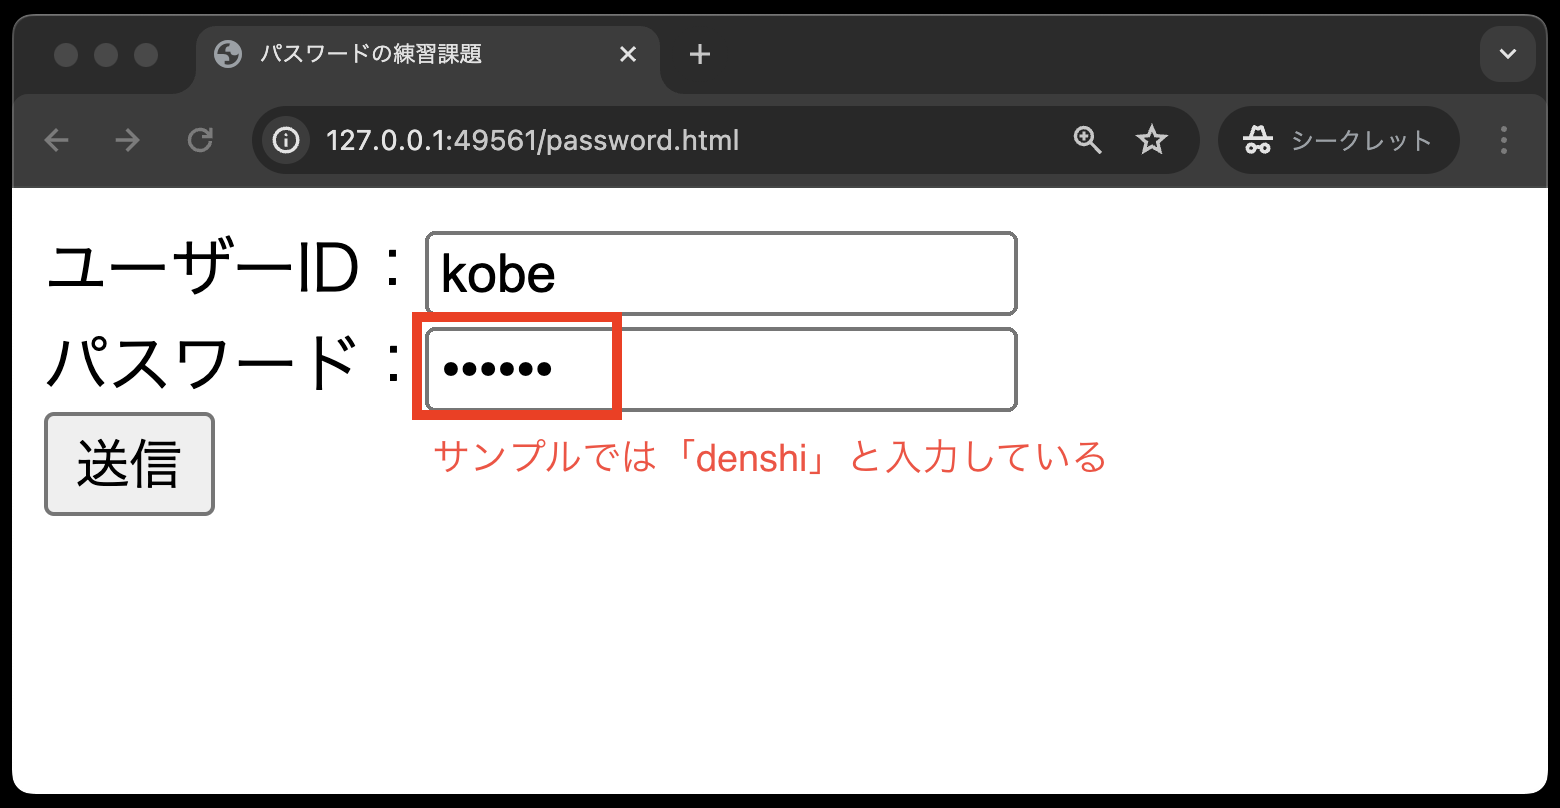 パスワードの練習課題
127.0.0.1:49561/password.html
シークレット
ユーザーID：kobe
パスワード：••••••
送信
サンプルでは「denshi」と入力している